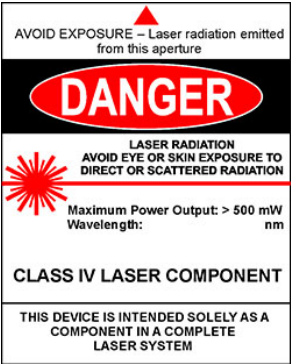 AVOID EXPOSURE – Laser radiation emitted
from this aperture
DANGER
LASER RADIATION
AVOID EYE OR SKIN EXPOSURE TO
DIRECT OR SCATTERED RADIATION
Maximum Power Output: > 500 mW
Wavelength: nm
CLASS IV LASER COMPONENT
THIS DEVICE IS INTENDED SOLELY AS A
COMPONENT IN A COMPLETE
LASER SYSTEM